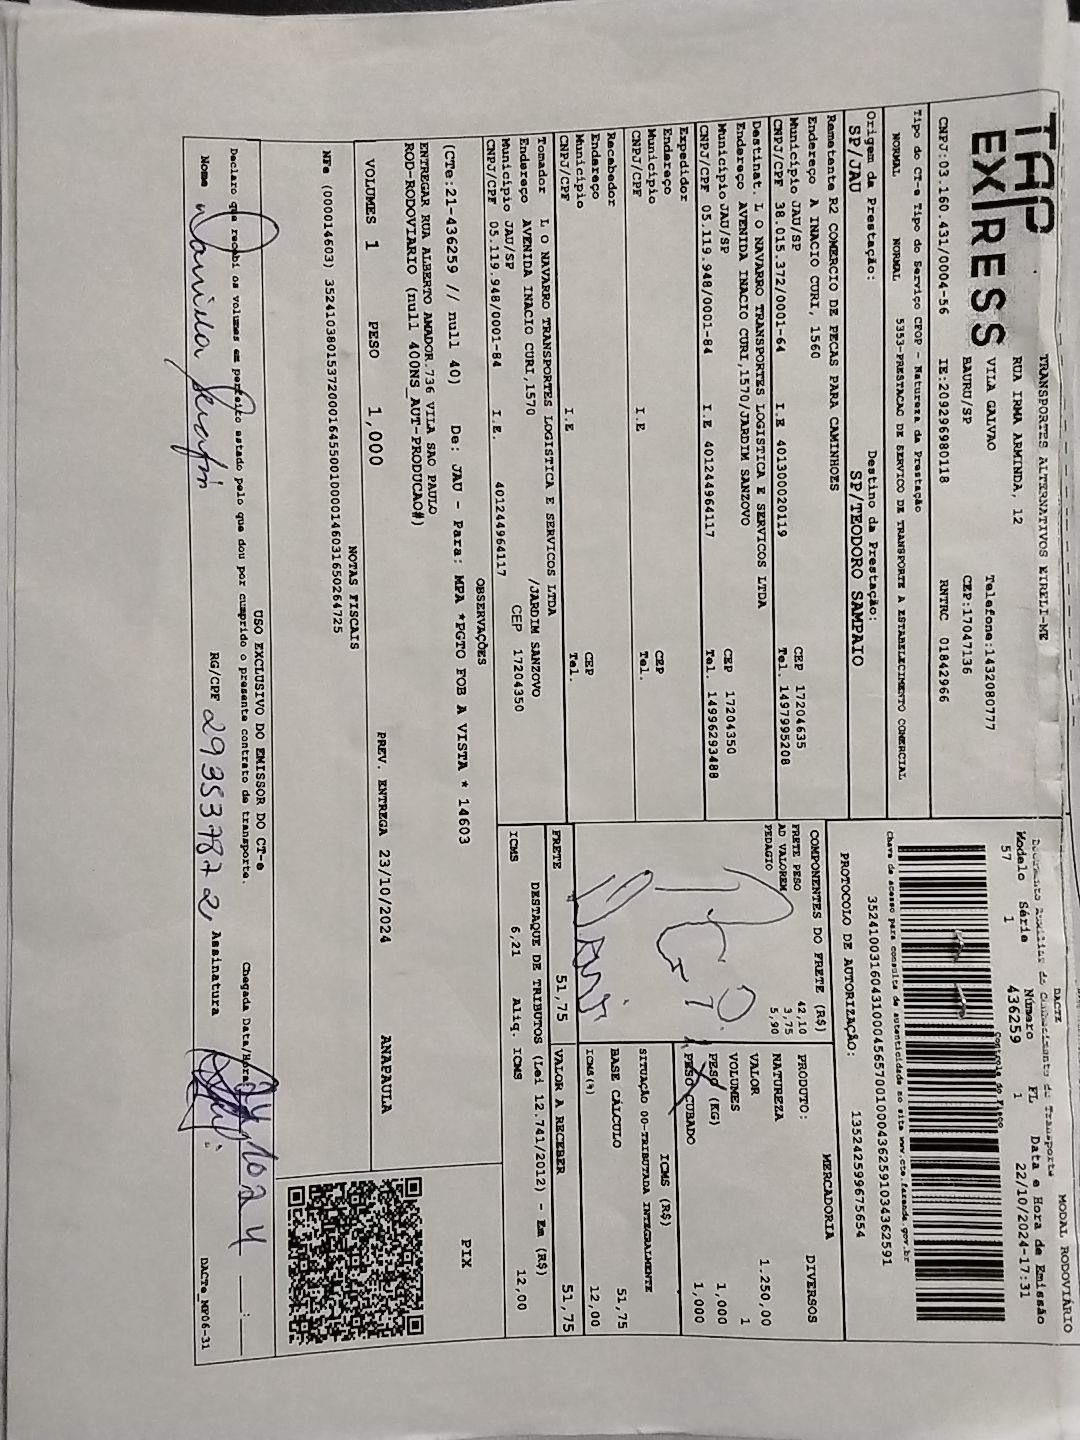 TAP
EX/RESS
TRANSPORTES ALTERNATIVOS EIRELI-ME
RUA IRMA ARMINDA, 12
VILA GALVAO Telefone:1432080777
BAURU/SP CEP:17047136
CNPJ:03.160.431/0004-56 IE:209296980118 RNTRC 01842966
DACTE MODAL RODOVIÁRIO
Documento Auxiliar do Conhecimento de Transporte
Modelo Série Número FL Data e Hora de Emissão
57 1 436259 1 22/10/2024-17:31
Controle do Fisco
Chave de acesso para consulta de autenticidade no site www.cte.fazenda.gov.br
35241003160431000456570010004362591034362591
PROTOCOLO DE AUTORIZAÇÃO: 135242599675654
Tipo do CT-e Tipo do Serviço CFOP - Natureza da Prestação
NORMAL NORMAL 5353-PRESTACAO DE SERVICO DE TRANSPORTE A ESTABELECIMENTO COMERCIAL
Origem da Prestação: Destino da Prestação:
SP/JAU SP/TEODORO SAMPAIO
Remetente R2 COMERCIO DE PECAS PARA CAMINHOES
Endereço A INACIO CURI, 1560
Município JAU/SP CEP 17204635
CNPJ/CPF 38.015.372/0001-64 I.E 401300020119 Tel. 1497995208
Destinat. L O NAVARRO TRANSPORTES LOGISTICA E SERVICOS LTDA
Endereço AVENIDA INACIO CURI,1570/JARDIM SANZOVO
Município JAU/SP CEP 17204350
CNPJ/CPF 05.119.948/0001-84 I.E 401244964117 Tel. 14996293488
Expedidor
Endereço
Município CEP
CNPJ/CPF I.E Tel.
Recebedor
Endereço
Município CEP
CNPJ/CPF I.E Tel.
Tomador L O NAVARRO TRANSPORTES LOGISTICA E SERVICOS LTDA
Endereço AVENIDA INACIO CURI,1570 /JARDIM SANZOVO
Município JAU/SP CEP 17204350
CNPJ/CPF 05.119.948/0001-84 I.E. 401244964117
COMPONENTES DO FRETE (R$)
FRETE PESO 42,10
AD VALOREM 3,75
PEDAGIO 5,90
FRETE 51,75
MERCADORIA
PRODUTO: DIVERSOS
NATUREZA
VALOR 1.250,00
VOLUMES 1
PESO (KG) 1,000
PESO CUBADO 1,000
ICMS (R$)
SITUAÇÃO 00-TRIBUTADA INTEGRALMENTE
BASE CÁLCULO 51,75
ICMS(%) 12,00
VALOR A RECEBER 51,75
DESTAQUE DE TRIBUTOS (Lei 12.741/2012) - Em (R$)
ICMS 6,21 Aliq. ICMS 12,00
OBSERVAÇÕES
(CTe:21-436259 // null 40) De: JAU - Para: MPA *PGTO FOB A VISTA * 14603
ENTREGAR RUA ALBERTO AMADOR,736 VILA SAO PAULO
ROD-RODOVIARIO (null 400NS_AUT-PRODUCAO#)
PIX
VOLUMES 1 PESO 1,000 PREV. ENTREGA 23/10/2024 ANAPAULA
NOTAS FISCAIS
NFe (000014603) 35241038015372000164550010000146031650264725
USO EXCLUSIVO DO EMISSOR DO CT-e
Declaro que recebi os volumes em perfeito estado pelo que dou por cumprido o presente contrato de transporte. Chegada Data/Hora
Nome Daniela Serafin RG/CPF 29353787 2 Assinatura
DACTe_MP06-31